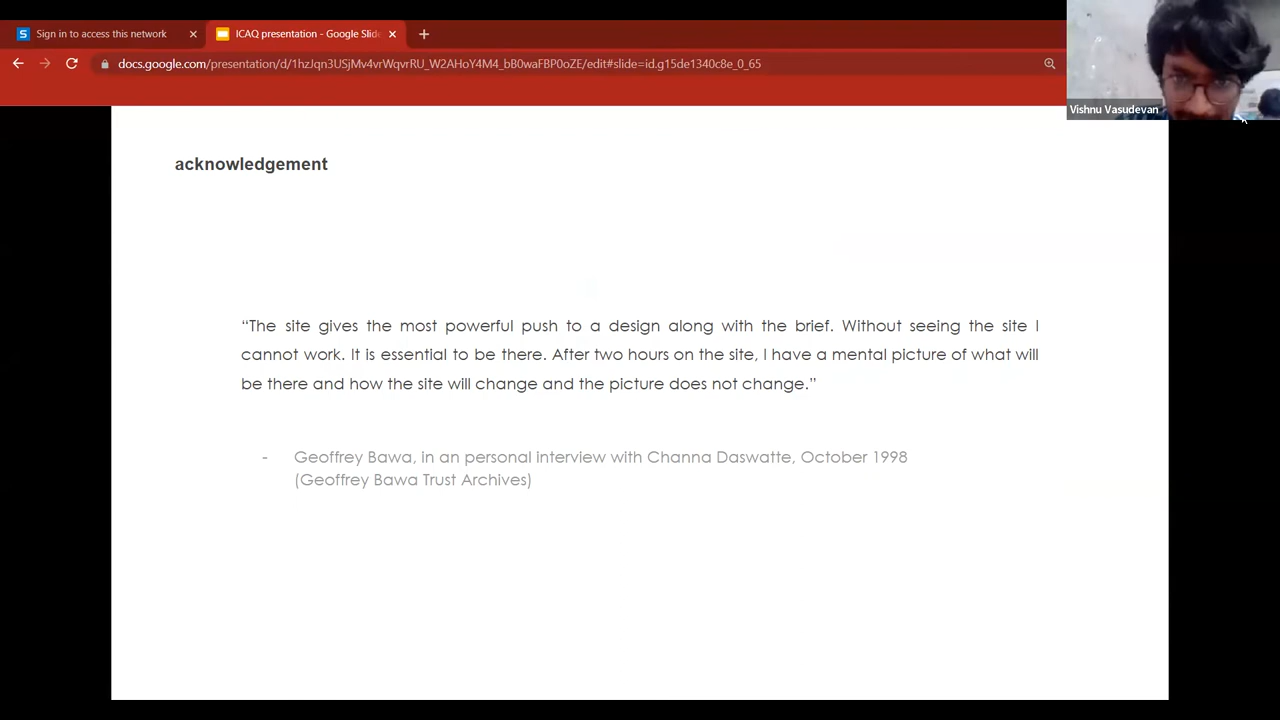 Sign in to access this network
ICAQ presentation - Google Slid
docs.google.com/presentation/d/1hzJqn3USjMv4vrWqvrRU_W2AHoY4M4_bB0waFBP0oZE/edit#slide=id.g15de1340c8e_0_65
Vishnu Vasudevan
acknowledgement
“The site gives the most powerful push to a design along with the brief. Without seeing the site I
cannot work. It is essential to be there. After two hours on the site, I have a mental picture of what will
be there and how the site will change and the picture does not change.”
- Geoffrey Bawa, in an personal interview with Channa Daswatte, October 1998
(Geoffrey Bawa Trust Archives)